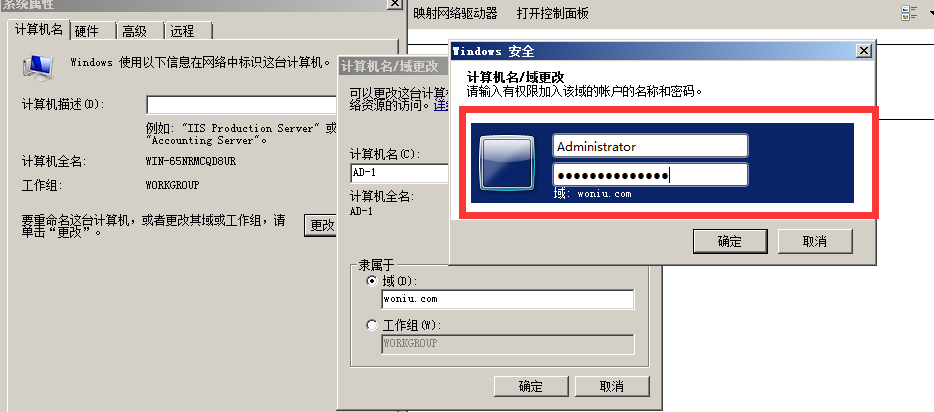 系统属性
计算机名 硬件 高级 远程
Windows 使用以下信息在网络中标识这台计算机。
计算机描述(D):
例如: "IIS Production Server" 或
"Accounting Server"。
计算机全名: WIN-65NRMCQD8UR
工作组: WORKGROUP
要重命名这台计算机，或者更改其域或工作组，请
单击“更改”。
更改
映射网络驱动器 打开控制面板
计算机名/域更改
可以更改这台计算
络资源的访问。详
计算机名(C):
AD-1
计算机全名:
AD-1
隶属于
域(D):
woniu.com
工作组(W):
WORKGROUP
确定 取消
Windows 安全
计算机名/域更改
请输入有权限加入该域的帐户的名称和密码。
Administrator
●●●●●●●●●●●●●●
域: woniu.com
确定 取消